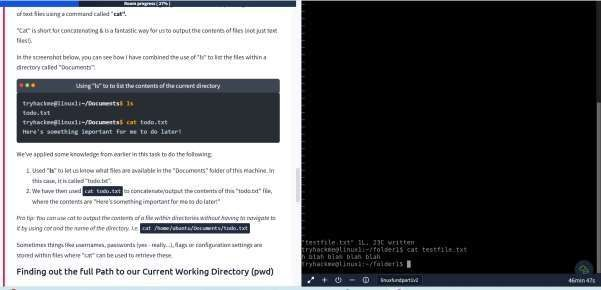 Room progress ( 27% )
of text files using a command called "cat".
"Cat" is short for concatenating & is a fantastic way for us to output the contents of files (not just text
files!).
In the screenshot below, you can see how I have combined the use of "ls" to list the files within a
directory called "Documents":
Using "ls" to to list the contents of the current directory
tryhackme@linux1:~/Documents$ ls
todo.txt
tryhackme@linux1:~/Documents$ cat todo.txt
Here's something important for me to do later!
We've applied some knowledge from earlier in this task to do the following:
1. Used "ls" to let us know what files are available in the "Documents" folder of this machine. In
this case, it is called "todo.txt".
2. We have then used cat todo.txt to concatenate/output the contents of this "todo.txt" file,
where the contents are "Here's something important for me to do later!"
Pro tip: You can use cat to output the contents of a file within directories without having to navigate to
it by using cat and the name of the directory. I.e. cat /home/ubuntu/Documents/todo.txt
Sometimes things like usernames, passwords (yes - really...), flags or configuration settings are
stored within files where "cat" can be used to retrieve these.
Finding out the full Path to our Current Working Directory (pwd)
"testfile.txt" 1L, 23C written
tryhackme@linux1:~/folder1$ cat testfile.txt
h blah blah blah blah
tryhackme@linux1:~/folder1$
linuxfundpart1v2
46min 47s